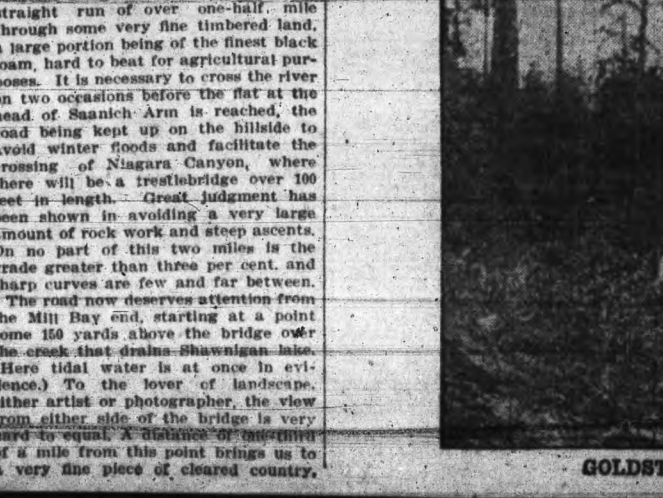 straight run of over one-half mile
through some very fine timbered land,
a large portion being of the finest black
loam, hard to beat for agricultural pur-
poses. It is necessary to cross the river
on two occasions before the flat at the
head of Saanich Arm is reached, the
road being kept up on the hillside to
avoid winter floods and facilitate the
crossing of Niagara Canyon, where
there will be a trestlebridge over 100
feet in length. Great judgment has
been shown in avoiding a very large
amount of rock work and steep ascents.
On no part of this two miles is the
grade greater than three per cent. and
sharp curves are few and far between.
The road now deserves attention from
the Mill Bay end, starting at a point
some 150 yards above the bridge over
the creek that drains Shawnigan lake.
(Here tidal water is at once in evi-
dence.) To the lover of landscape,
either artist or photographer, the view
from either side of the bridge is very
hard to equal. A distance of one-third
of a mile from this point brings us to
a very fine piece of cleared country,
GOLDST